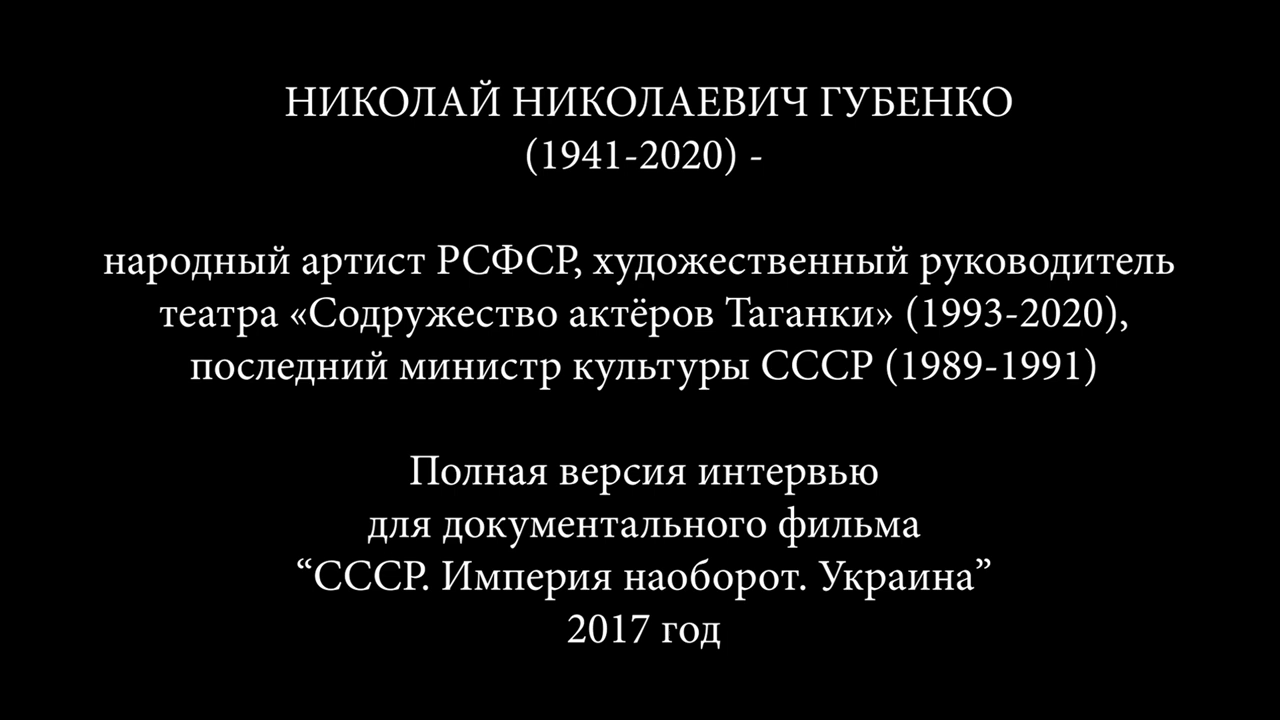 НИКОЛАЙ НИКОЛАЕВИЧ ГУБЕНКО
(1941-2020) -
народный артист РСФСР, художественный руководитель
театра «Содружество актёров Таганки» (1993-2020),
последний министр культуры СССР (1989-1991)
Полная версия интервью
для документального фильма
“СССР. Империя наоборот. Украина”
2017 год